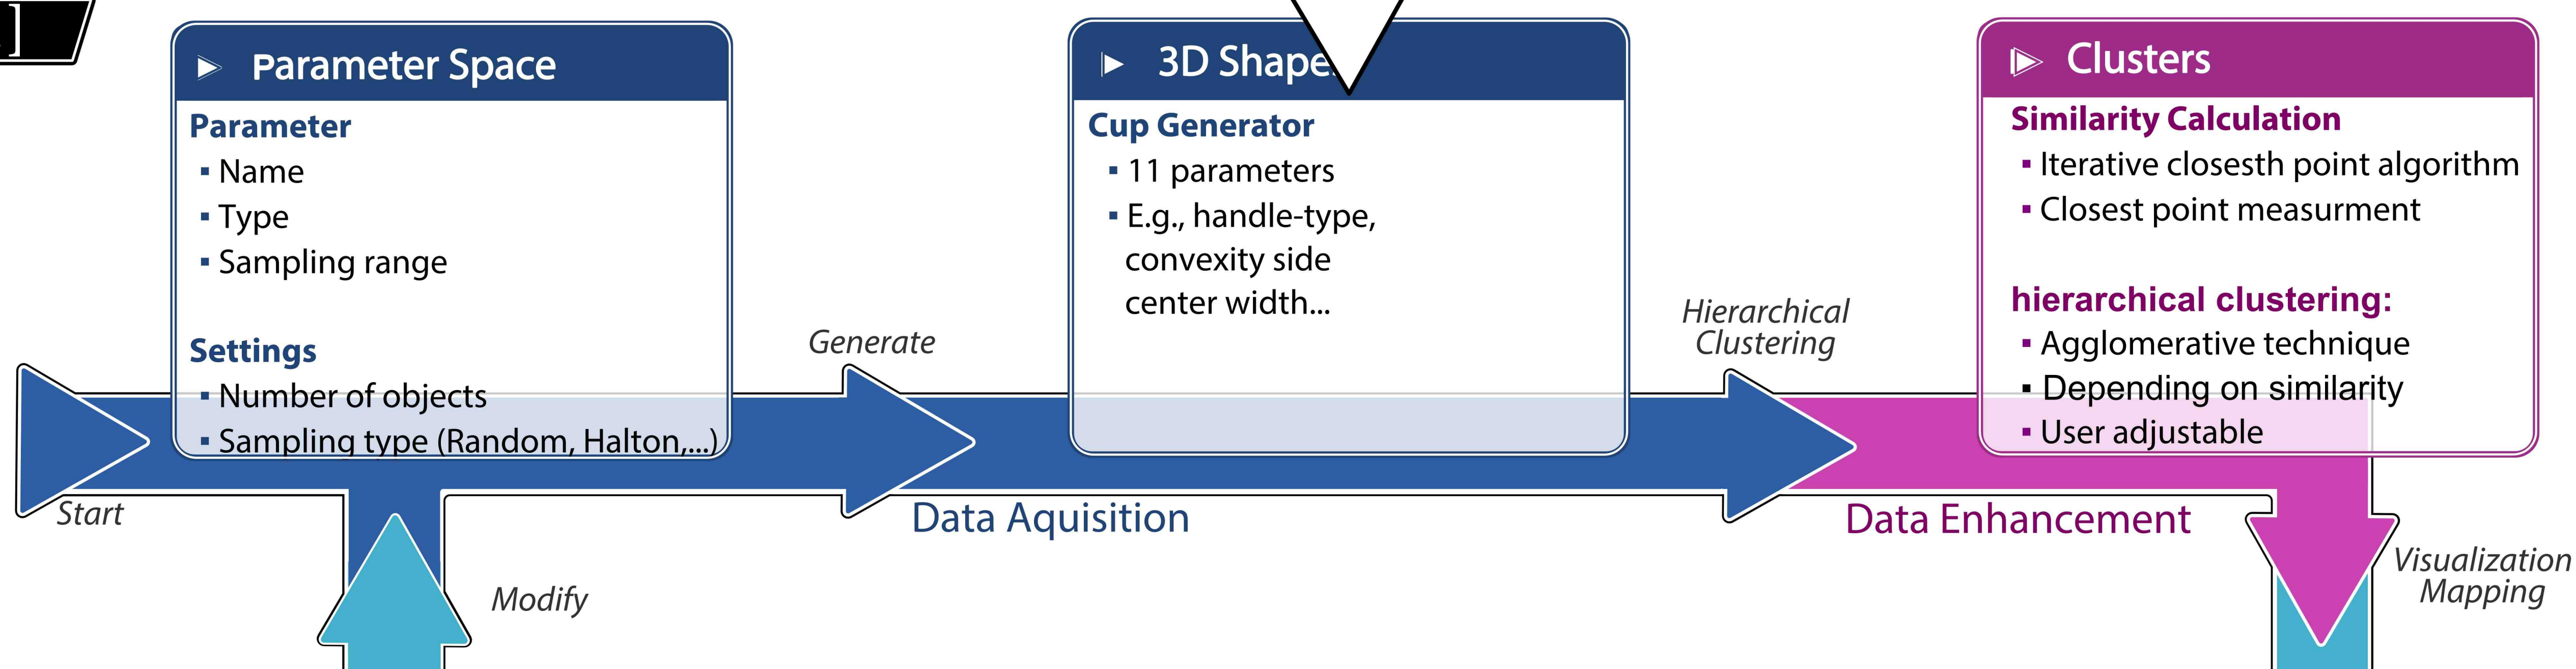 ]
Parameter Space
Parameter
▪ Name
▪ Type
▪ Sampling range
Settings
▪ Number of objects
▪ Sampling type (Random, Halton,...)
Start
Modify
Generate
3D Shape
Cup Generator
▪ 11 parameters
▪ E.g., handle-type,
convexity side
center width...
Data Aquisition
Hierarchical
Clustering
Clusters
Similarity Calculation
▪ Iterative closesth point algorithm
▪ Closest point measurment
hierarchical clustering:
▪ Agglomerative technique
▪ Depending on similarity
▪ User adjustable
Data Enhancement
Visualization
Mapping